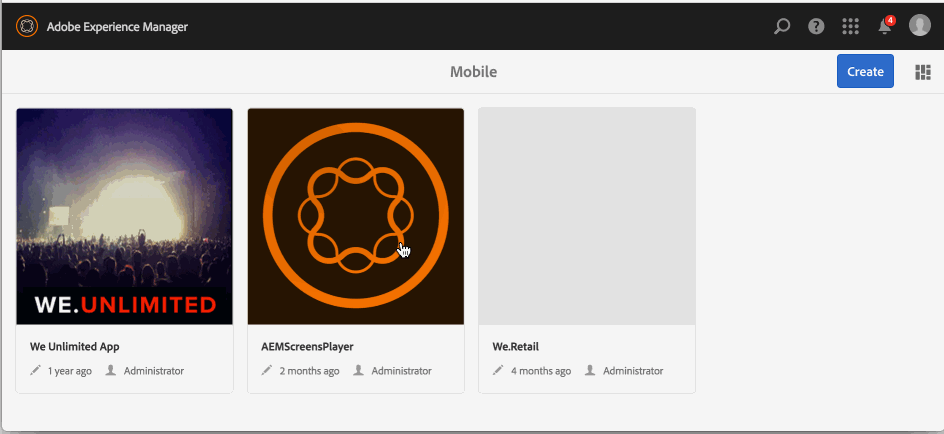 Adobe Experience Manager
4
Mobile
Create
WE.UNLIMITED
We Unlimited App
1 year ago Administrator
AEMScreensPlayer
2 months ago Administrator
We.Retail
4 months ago Administrator